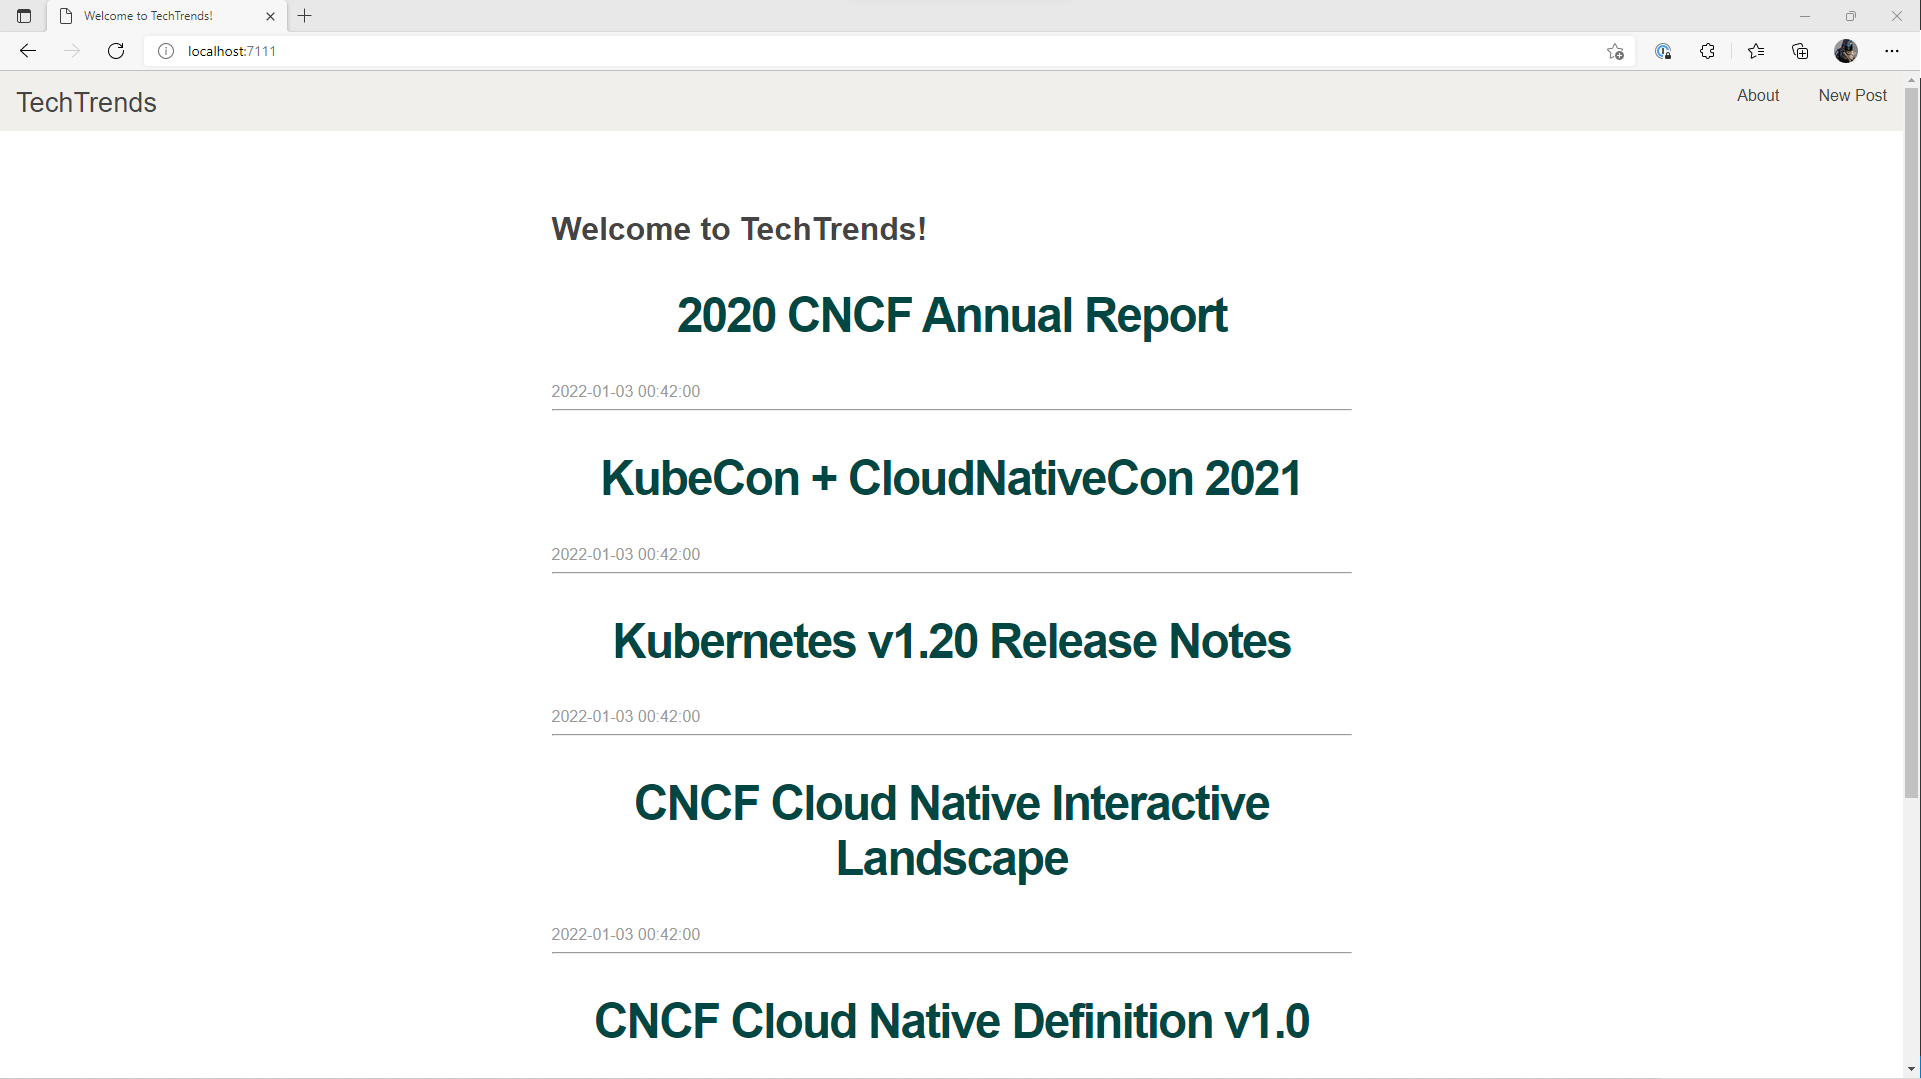 Welcome to TechTrends!
localhost:7111
TechTrends
About
New Post
Welcome to TechTrends!
2020 CNCF Annual Report
2022-01-03 00:42:00
KubeCon + CloudNativeCon 2021
2022-01-03 00:42:00
Kubernetes v1.20 Release Notes
2022-01-03 00:42:00
CNCF Cloud Native Interactive
Landscape
2022-01-03 00:42:00
CNCF Cloud Native Definition v1.0